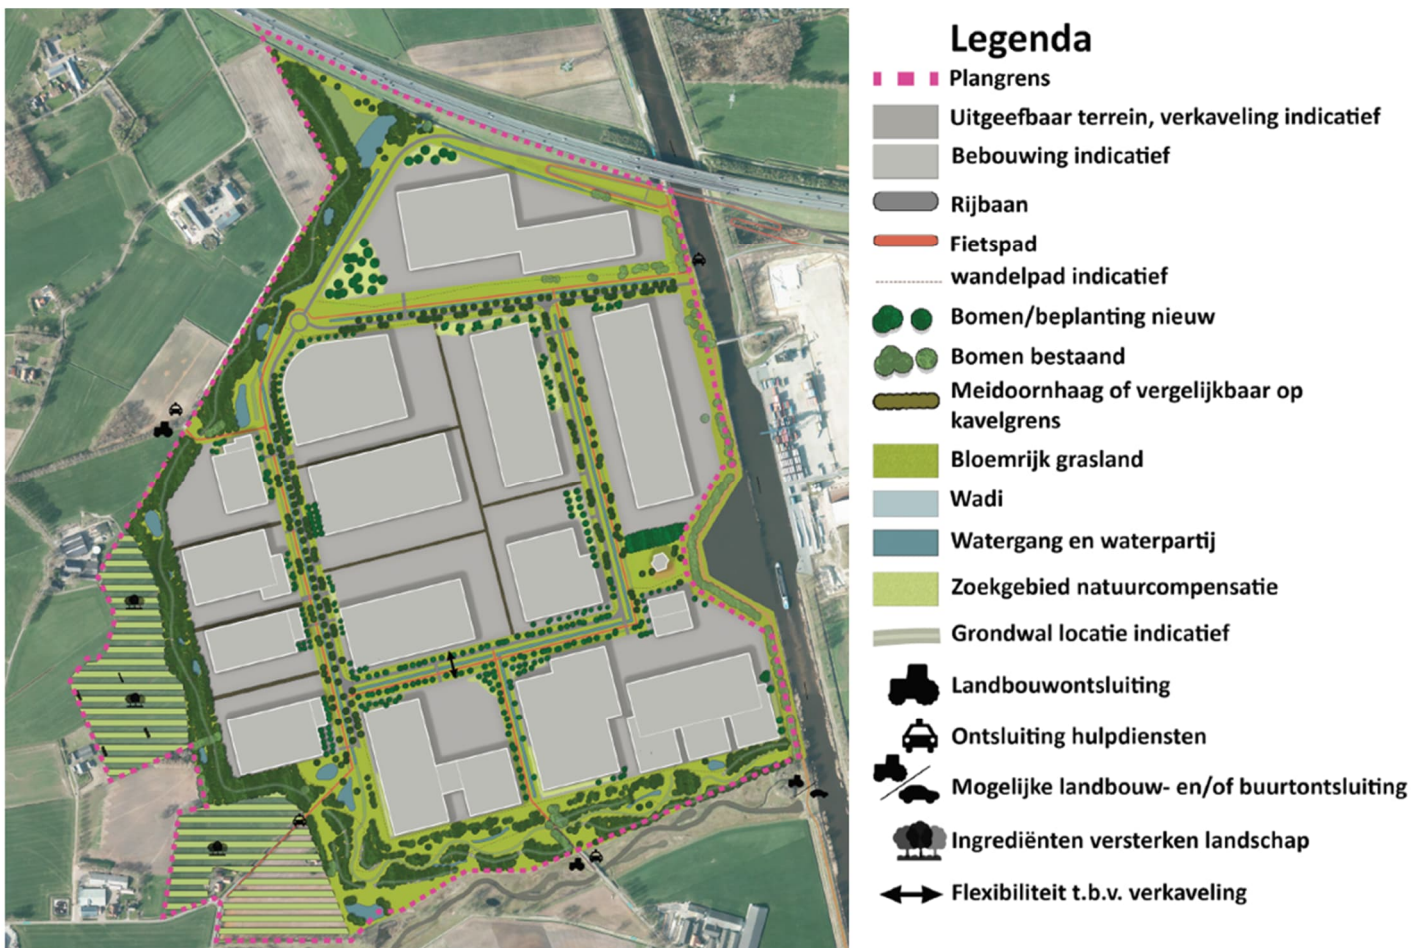 Legenda
Plangrens
Uitgeefbaar terrein, verkaveling indicatief
Bebouwing indicatief
Rijbaan
Fietspad
wandelpad indicatief
Bomen/beplanting nieuw
Bomen bestaand
Meidoornhaag of vergelijkbaar op
kavelgrens
Bloemrijk grasland
Wadi
Watergang en waterpartij
Zoekgebied natuurcompensatie
Grondwal locatie indicatief
Landbouwontsluiting
Ontsluiting hulpdiensten
Mogelijke landbouw- en/of buurtontsluiting
Ingrediënten versterken landschap
Flexibiliteit t.b.v. verkaveling